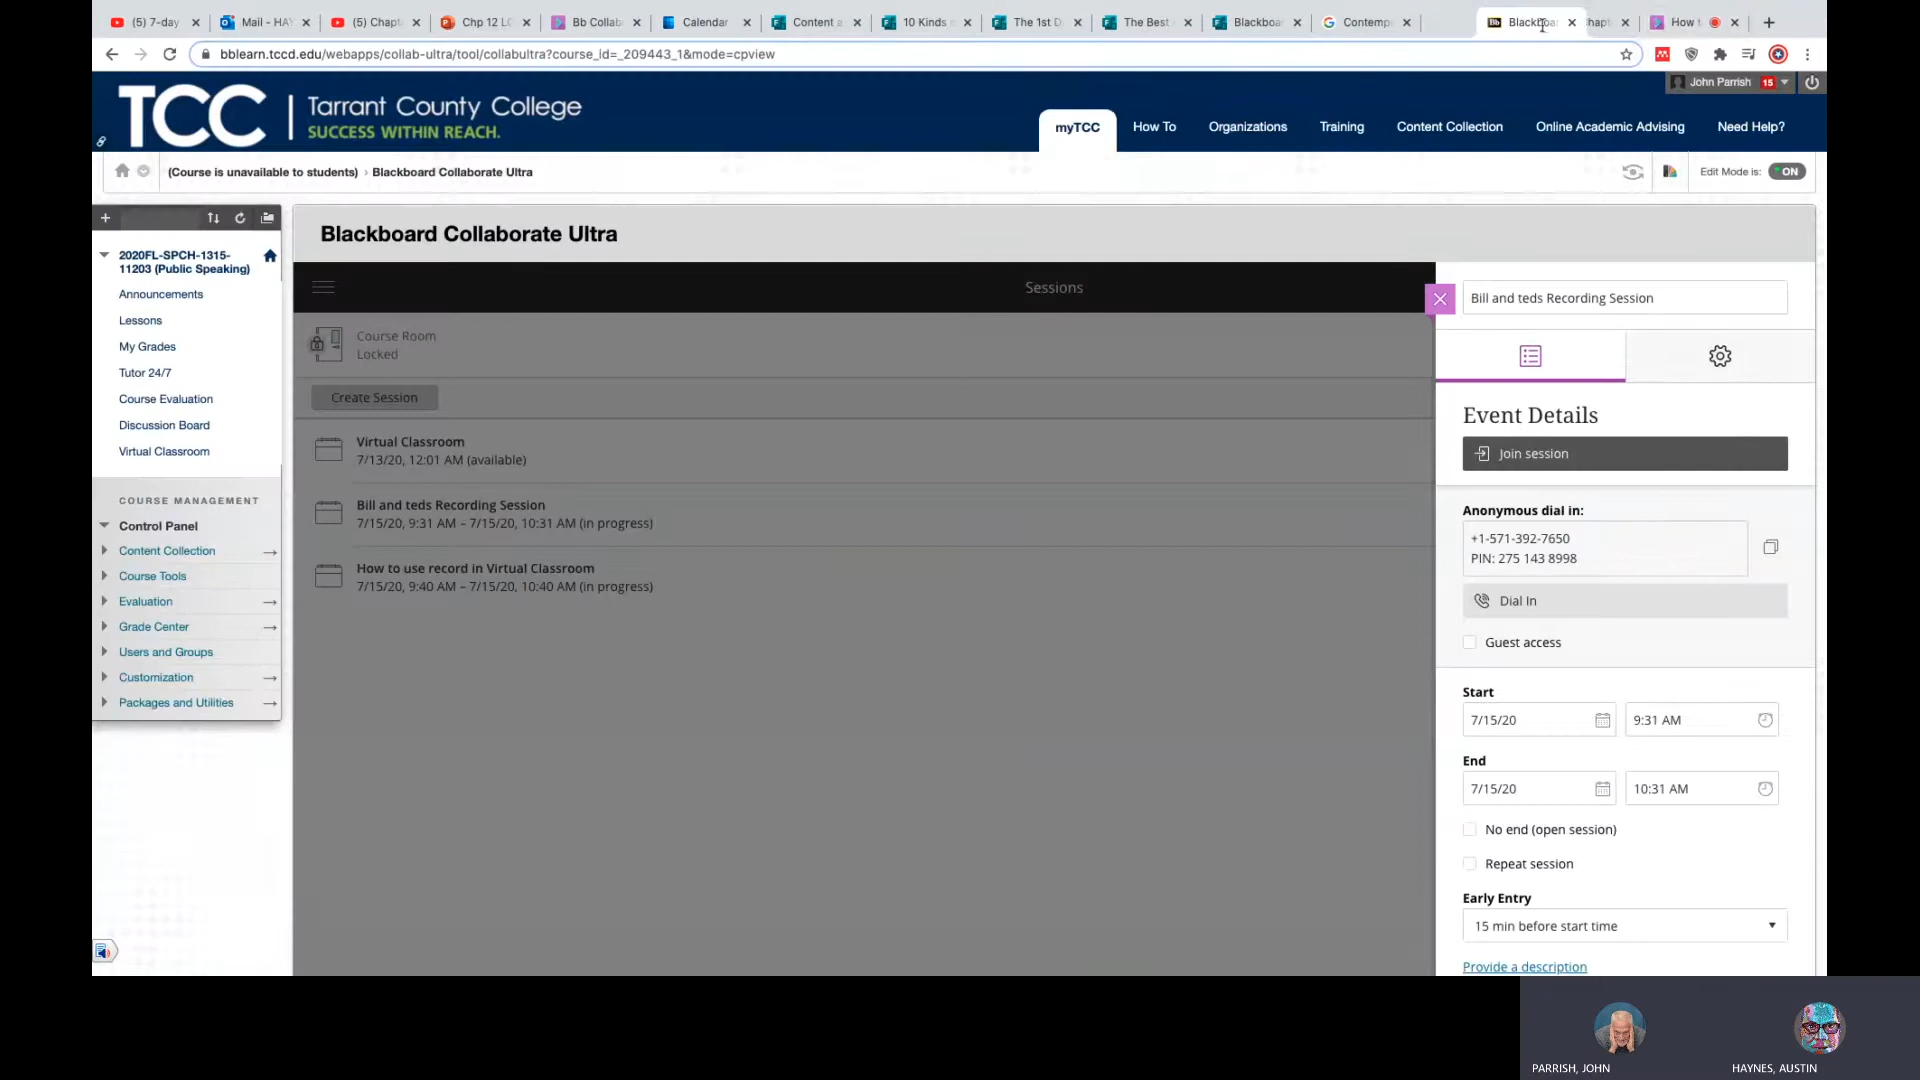 (5) 7-day
Mail - HAY
(5) Chapt
Chp 12 LO
Bb Collab
Calendar
Content a
10 Kinds
The 1st D
The Best
Blackboa
Contemp
Blackboa
How t
bblearn.tccd.edu/webapps/collab-ultra/tool/collabultra?course_id=_209443_1&mode=cpview
John Parrish 15
TCC | Tarrant County College
SUCCESS WITHIN REACH.
myTCC
How To
Organizations
Training
Content Collection
Online Academic Advising
Need Help?
(Course is unavailable to students) › Blackboard Collaborate Ultra
Edit Mode is: ON
2020FL-SPCH-1315-
11203 (Public Speaking)
Announcements
Lessons
My Grades
Tutor 24/7
Course Evaluation
Discussion Board
Virtual Classroom
COURSE MANAGEMENT
Control Panel
Content Collection
Course Tools
Evaluation
Grade Center
Users and Groups
Customization
Packages and Utilities
Blackboard Collaborate Ultra
Sessions
Course Room
Locked
Create Session
Virtual Classroom
7/13/20, 12:01 AM (available)
Bill and teds Recording Session
7/15/20, 9:31 AM – 7/15/20, 10:31 AM (in progress)
How to use record in Virtual Classroom
7/15/20, 9:40 AM – 7/15/20, 10:40 AM (in progress)
Bill and teds Recording Session
Event Details
Join session
Anonymous dial in:
+1-571-392-7650
PIN: 275 143 8998
Dial In
Guest access
Start
7/15/20 9:31 AM
End
7/15/20 10:31 AM
No end (open session)
Repeat session
Early Entry
15 min before start time
Provide a description
PARRISH, JOHN
HAYNES, AUSTIN